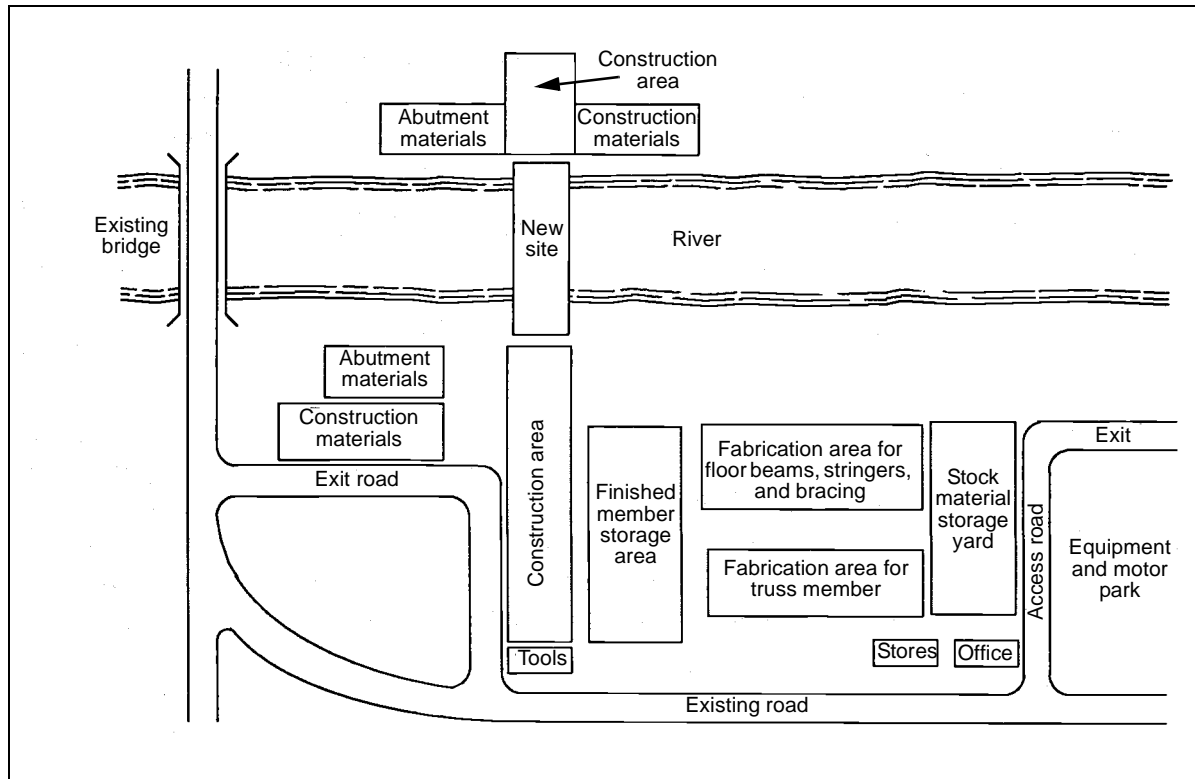 Construction
area
Abutment
materials
Construction
materials
Existing
bridge
New
site
River
Abutment
materials
Construction
materials
Exit road
Construction area
Finished
member
storage
area
Fabrication area for
floor beams, stringers,
and bracing
Fabrication area for
truss member
Stock
material
storage
yard
Exit
Access road
Equipment
and motor
park
Tools
Stores
Office
Existing road